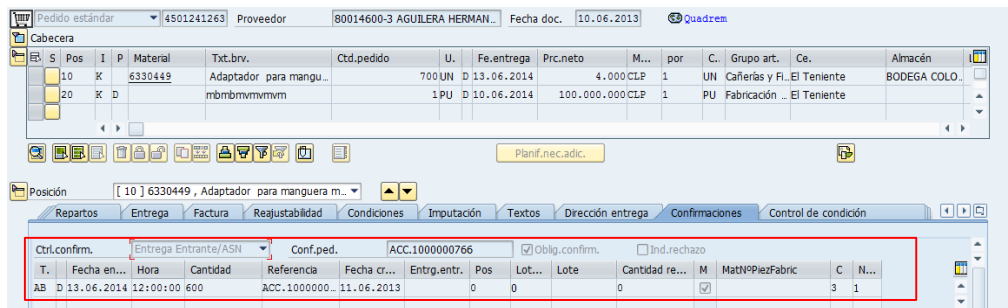 Pedido estándar 4501241263 Proveedor 80014600-3 AGUILERA HERMAN... Fecha doc. 10.06.2013 Quadrem
Cabecera
S Pos I P Material Txt.brv. Ctd.pedido U. Fe.entrega Prc.neto M... por C.. Grupo art. Ce. Almacén
10 K 6330449 Adaptador para mangu... 700 UN D 13.06.2014 4.000 CLP 1 UN Cañerías y Fi... El Teniente BODEGA COLO...
20 K D mbmbmvmvmvm 1 PU D 10.06.2014 100.000.000 CLP 1 PU Fabricación ... El Teniente
Planif.nec.adic.
Posición [ 10 ] 6330449 , Adaptador para manguera m...
Repartos Entrega Factura Reajustabilidad Condiciones Imputación Textos Dirección entrega Confirmaciones Control de condición
Ctrl.confirm. Entrega Entrante/ASN Conf.ped. ACC.1000000766 Oblig.confirm. Ind.rechazo
T. Fecha en... Hora Cantidad Referencia Fecha cr... Entrg.entr. Pos Lot... Lote Cantidad re... M MatNºPiezFabric C N...
AB D 13.06.2014 12:00:00 600 ACC.1000000... 11.06.2013 0 0 0 3 1